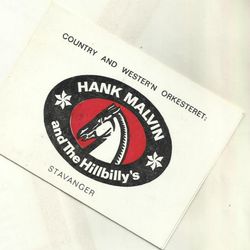 COUNTRY AND WESTER'N ORKESTERET:
HANK MALVIN
and The Hillbilly's
STAVANGER